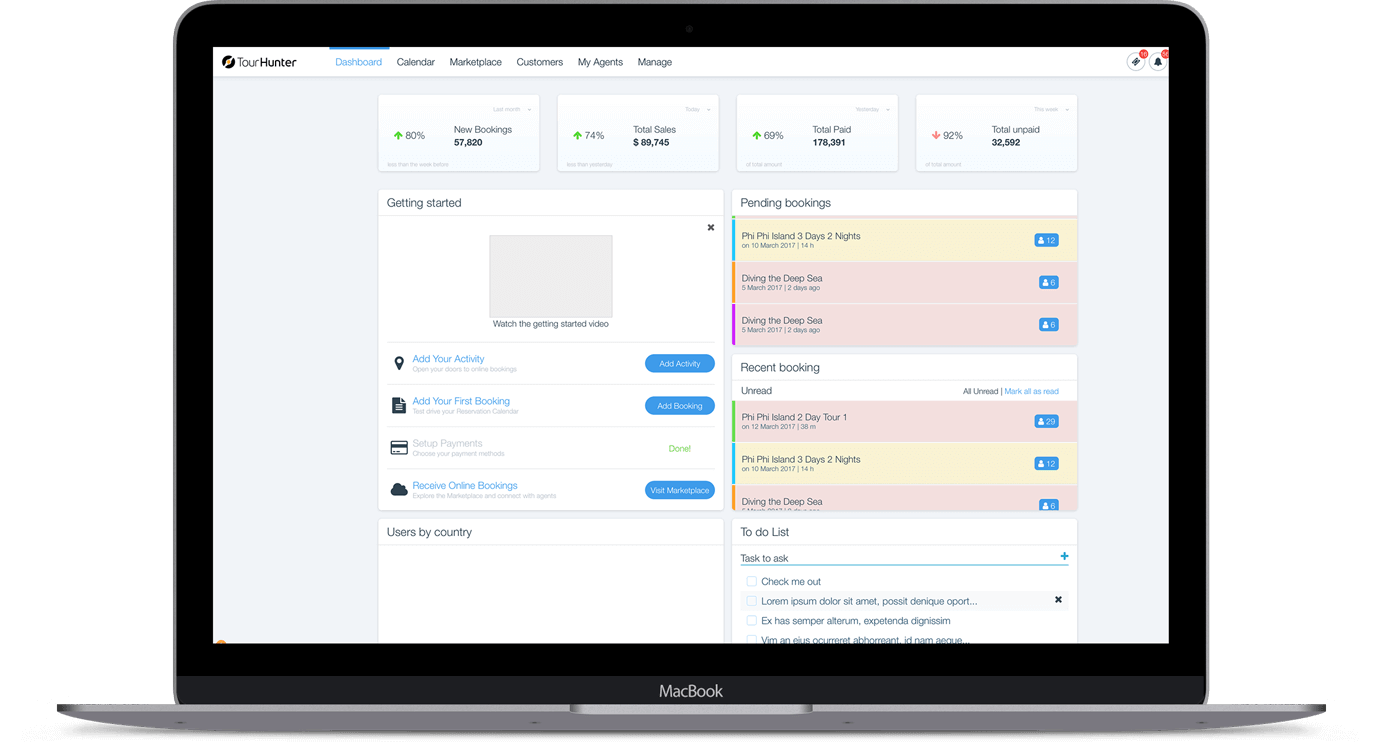 TourHunter
Dashboard Calendar Marketplace Customers My Agents Manage
16
Last month
80%
New Bookings
57,820
less than the week before
Today
74%
Total Sales
$ 89,745
less than yesterday
Yesterday
69%
Total Paid
178,391
of total amount
This week
92%
Total unpaid
32,592
of total amount
Getting started
Watch the getting started video
Add Your Activity
Open your doors to online bookings
Add Activity
Add Your First Booking
Test drive your Reservation Calendar
Add Booking
Setup Payments
Choose your payment methods
Done!
Receive Online Bookings
Explore the Marketplace and connect with agents
Visit Marketplace
Users by country
Pending bookings
Phi Phi Island 3 Days 2 Nights
on 10 March 2017 | 14 h
12
Diving the Deep Sea
5 March 2017 | 2 days ago
6
Diving the Deep Sea
5 March 2017 | 2 days ago
6
Recent booking
Unread
All Unread | Mark all as read
Phi Phi Island 2 Day Tour 1
on 12 March 2017 | 38 m
29
Phi Phi Island 3 Days 2 Nights
on 10 March 2017 | 14 h
12
Diving the Deep Sea
5 March 2017 | 2 days ago
6
To do List
Task to ask
Check me out
Lorem ipsum dolor sit amet, possit denique oport...
Ex has semper alterum, expetenda dignissim
Vim an eius ocurreret abhorreant, id nam aeque...
MacBook